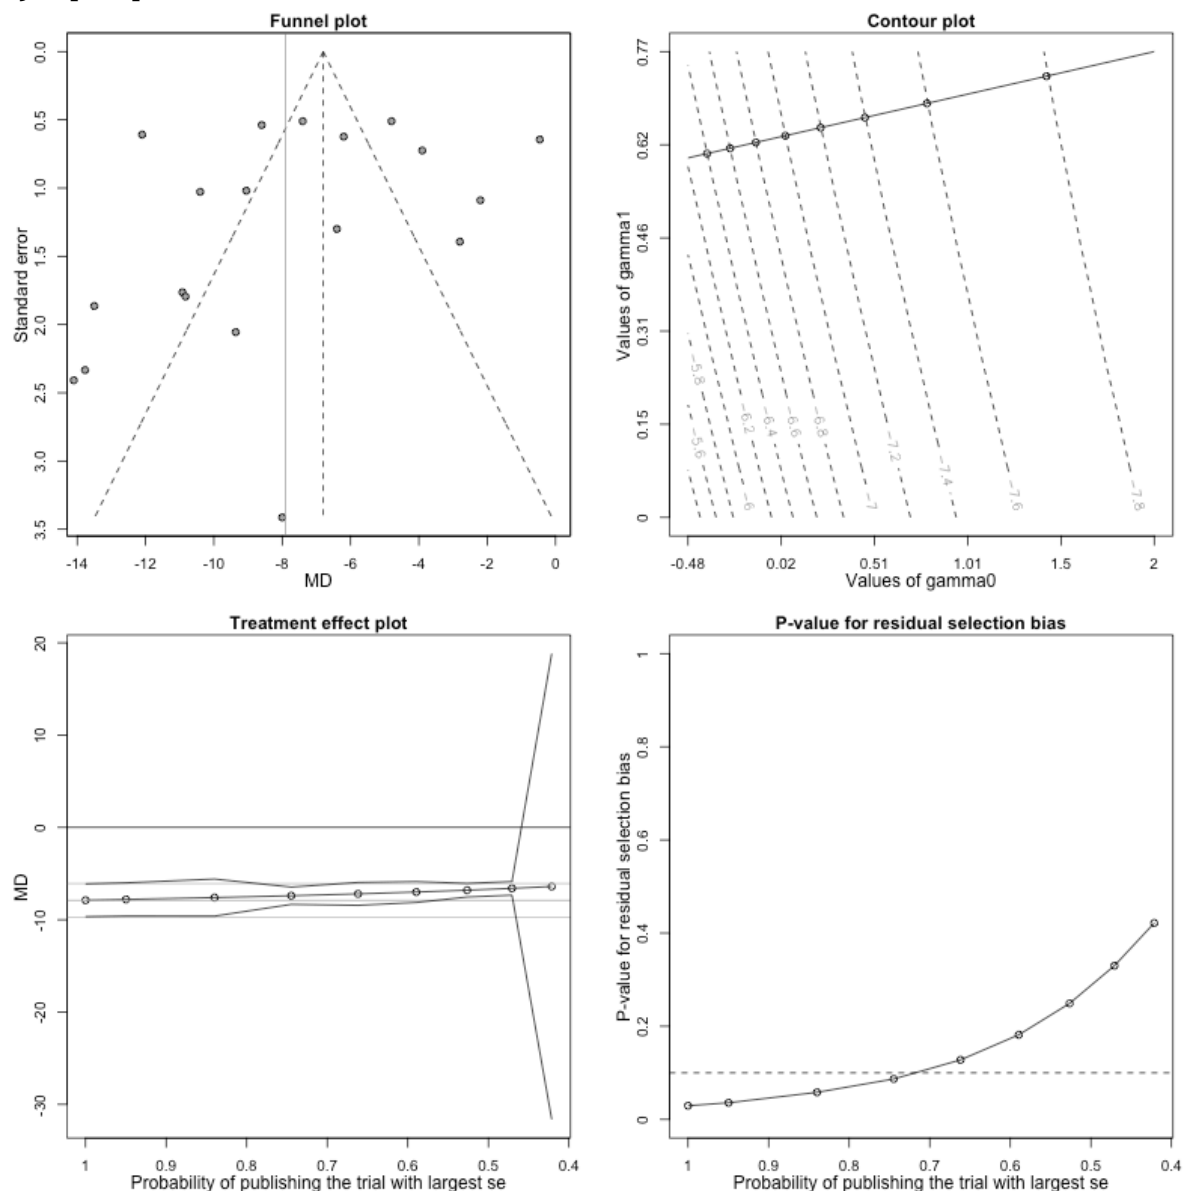 Funnel plot
Standard error
0.0
0.5
1.0
1.5
2.0
2.5
3.0
3.5
-14 -12 -10 -8 -6 -4 -2 0
MD
Contour plot
Values of gamma1
0.77
0.62
0.46
0.31
0.15
0
-5.8
-5.6
-6.2
-6.4
-6.6
-6.8
-6
-7.2
-7
-7.4
-7.6
-7.8
-0.48 0.02 0.51 1.01 1.5 2
Values of gamma0
Treatment effect plot
MD
20
10
0
-10
-20
-30
1 0.9 0.8 0.7 0.6 0.5 0.4
Probability of publishing the trial with largest se
P-value for residual selection bias
P-value for residual selection bias
1
0.8
0.6
0.4
0.2
0
1 0.9 0.8 0.7 0.6 0.5 0.4
Probability of publishing the trial with largest se